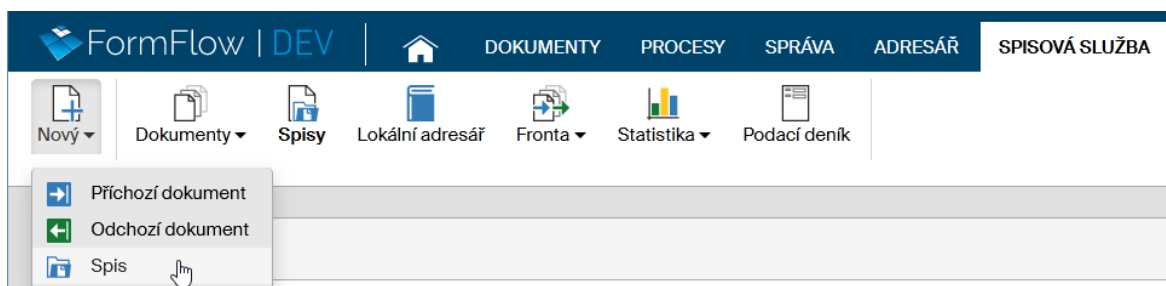 FormFlow | DEV
DOKUMENTY PROCESY SPRÁVA ADRESÁŘ SPISOVÁ SLUŽBA
Nový Dokumenty Spisy Lokální adresář Fronta Statistika Podací deník
Příchozí dokument
Odchozí dokument
Spis